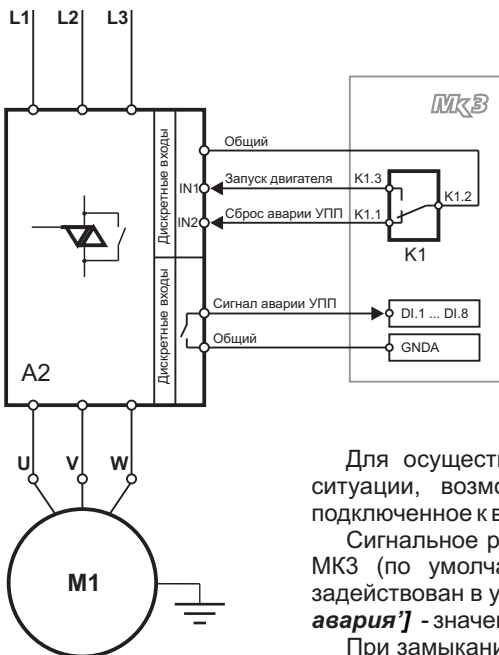 L1 L2 L3
МК3
Дискретные входы
Общий
IN1 Запуск двигателя K1.3
K1.2
IN2 Сброс аварии УПП K1.1
K1
Дискретные входы
Сигнал аварии УПП DI.1 ... DI.8
Общий GNDA
A2
U V W
M1
Для осущест
ситуации, возмо
подключенное к в
Сигнальное р
МК3 (по умолча
задействован в у
авария’] - значен
При замыкани